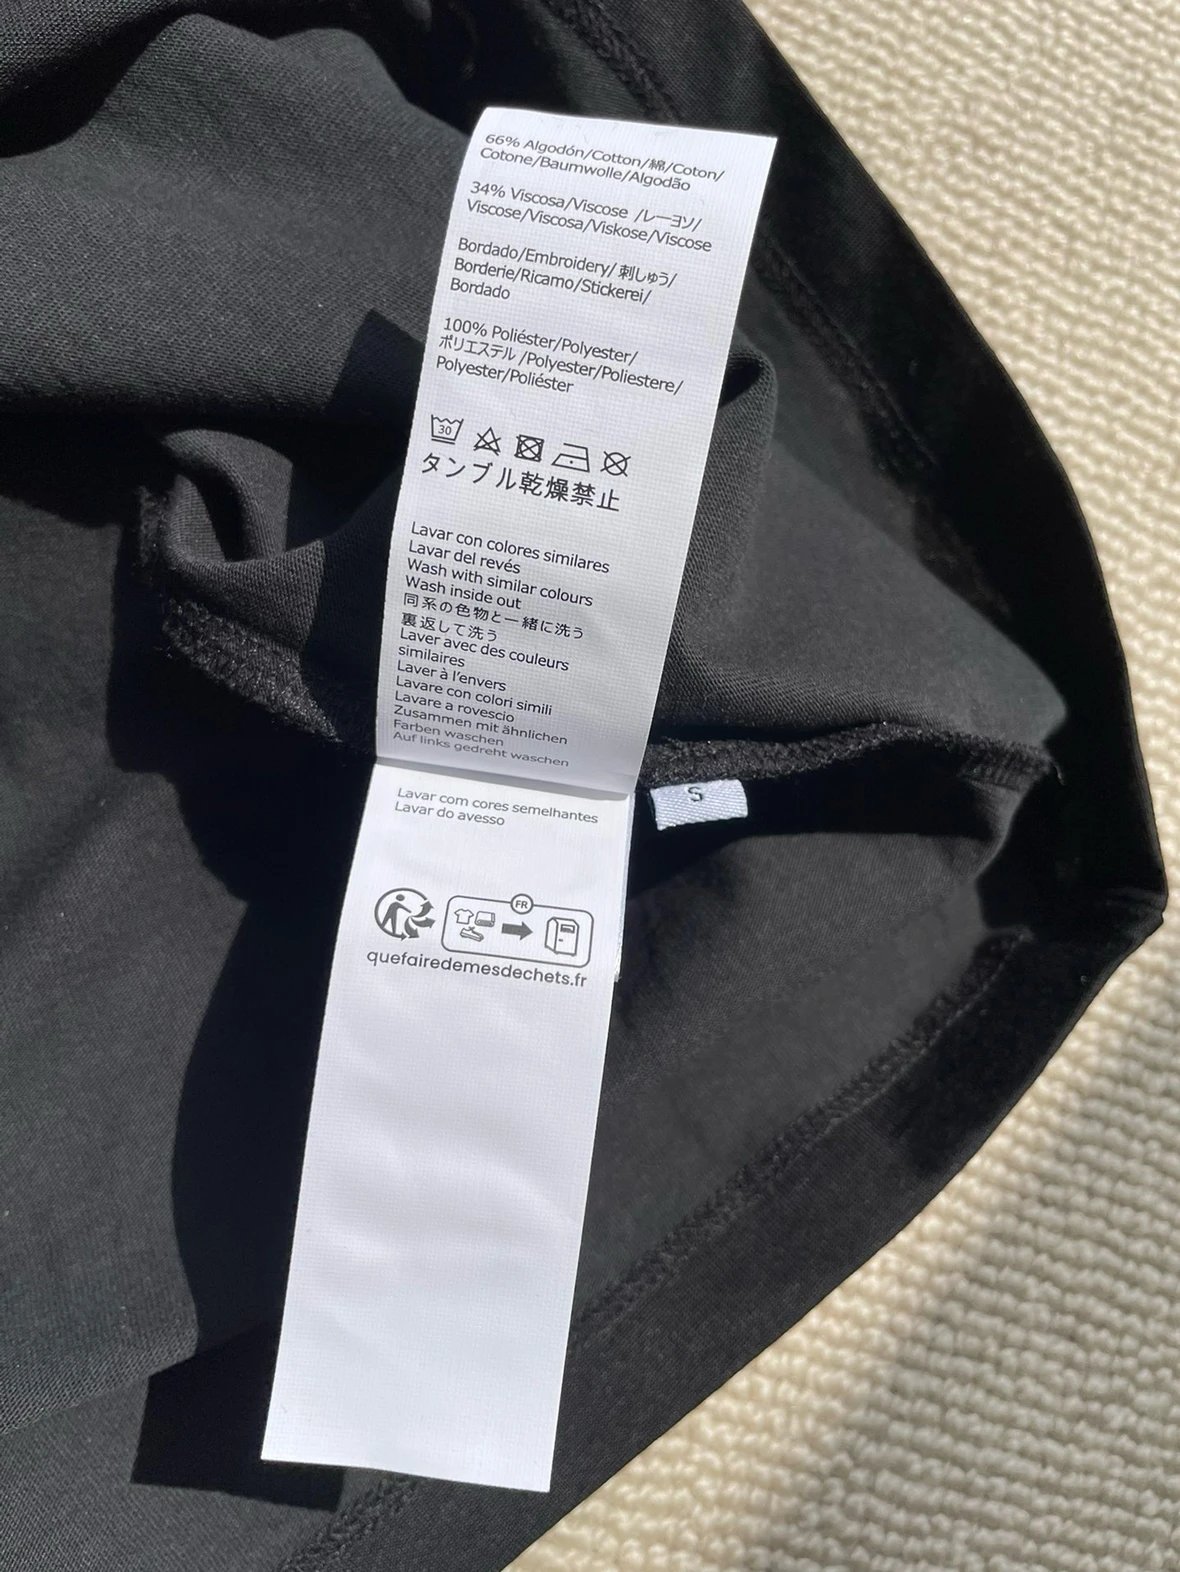 66% Algodón/Cotton/綿/Coton/
Cotone/Baumwolle/Algodão
34% Viscosa/Viscose /レーヨソ/
Viscose/Viscosa/Viskose/Viscose
Bordado/Embroidery/ 刺しゅう/
Borderie/Ricamo/Stickerei/
Bordado
100% Poliéster/Polyester/
ポリエステル /Polyester/Poliestere/
Polyester/Poliéster
30
タンブル乾燥禁止
Lavar con colores similares
Lavar del revés
Wash with similar colours
Wash inside out
同系の色物と一緒に洗う
裏返して洗う
Laver avec des couleurs
similaires
Laver à l'envers
Lavare con colori simili
Lavare a rovescio
Zusammen mit ähnlichen
Farben waschen
Auf links gedreht waschen
S
Lavar com cores semelhantes
Lavar do avesso
FR
quefairedemesdechets.fr